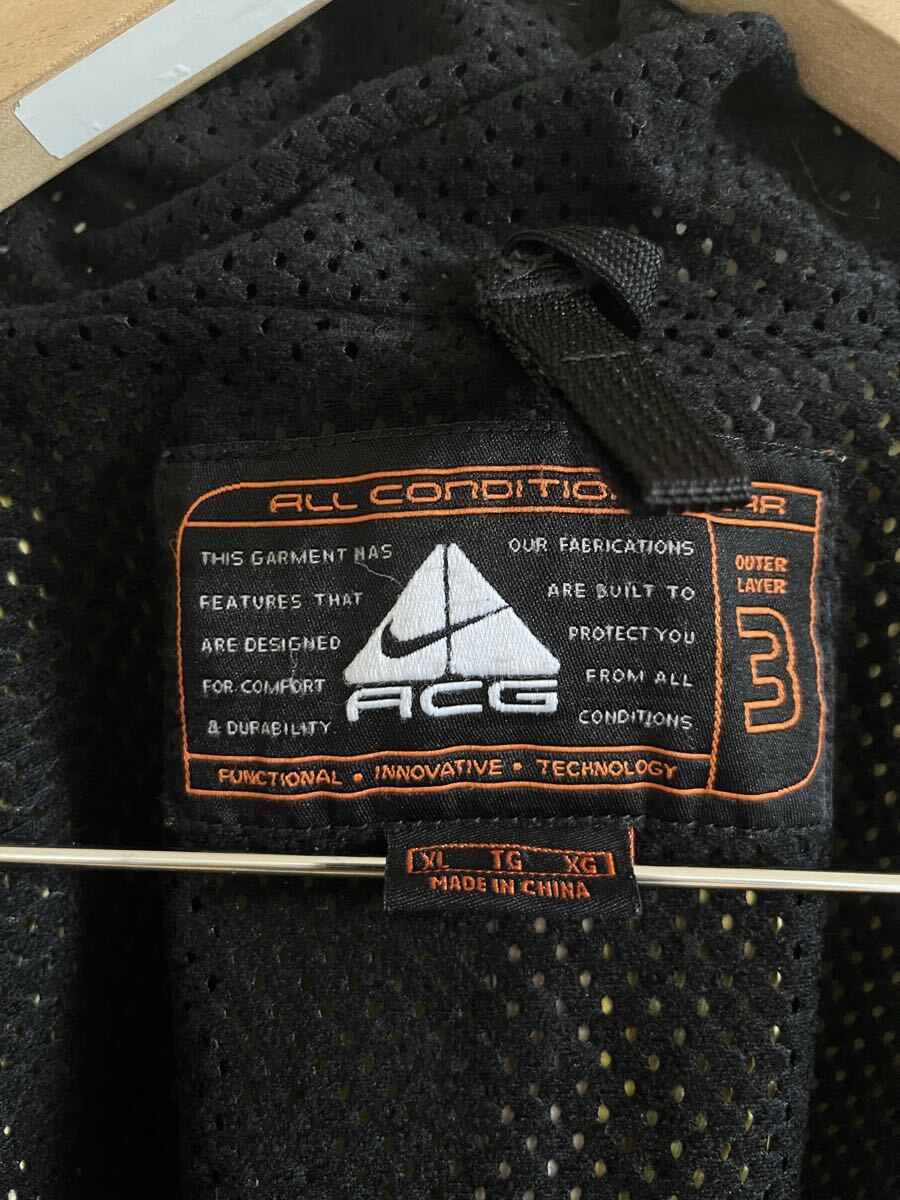 ALL CONDITIO
THIS GARMENT HAS
FEATURES THAT
ARE DESIGNED
FOR COMFORT
& DURABILITY
ACG
OUR FABRICATIONS
ARE BUILT TO
PROTECT YOU
FROM ALL
CONDITIONS
OUTER
LAYER
3
FUNCTIONAL • INNOVATIVE • TECHNOLOGY
XL TG XG
MADE IN CHINA